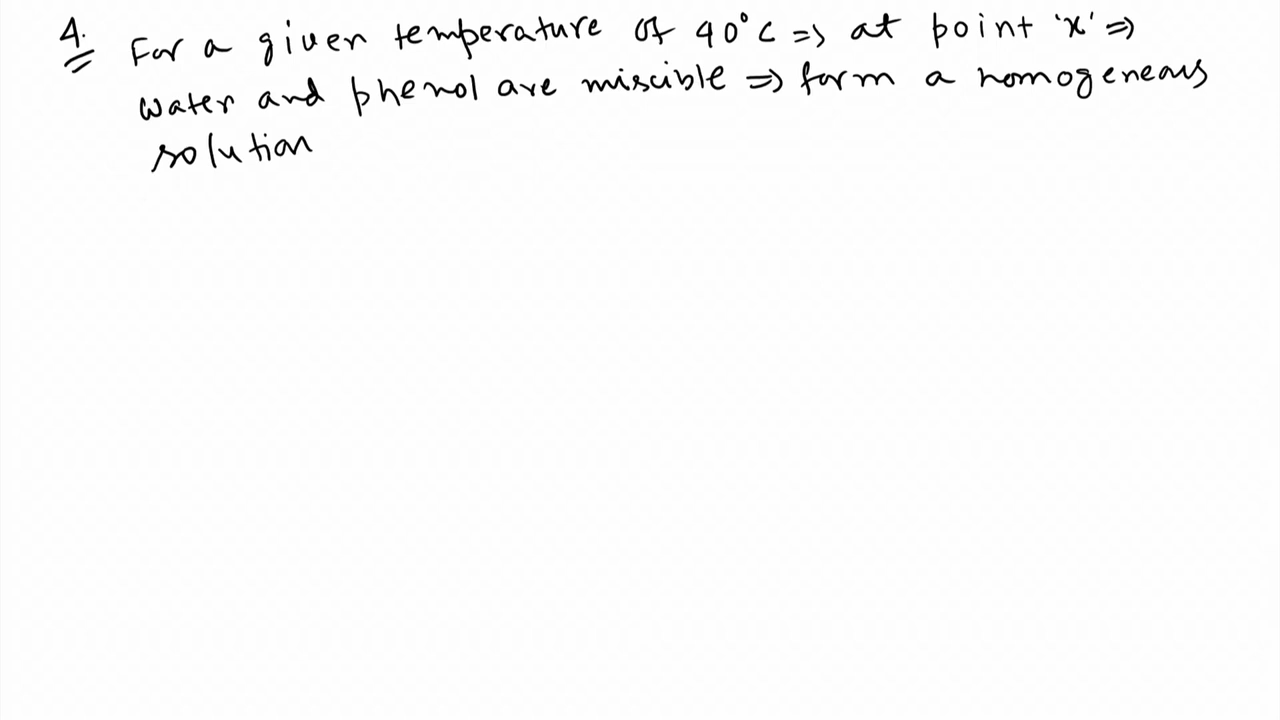 4. For a given temperature of 40°C => at point 'x' =>
water and phenol are miscible => form a homogeneous
solution